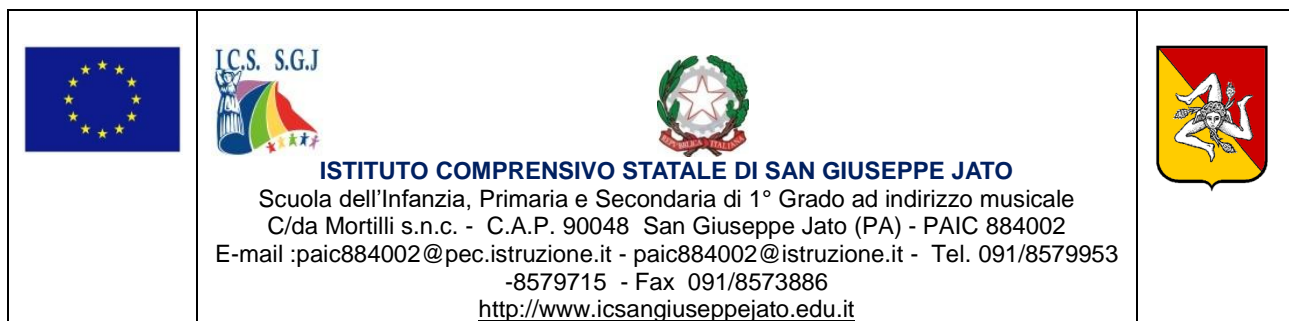 I.C.S. S.G.J
REPUBBLICA ITALIANA
ISTITUTO COMPRENSIVO STATALE DI SAN GIUSEPPE JATO
Scuola dell'Infanzia, Primaria e Secondaria di 1° Grado ad indirizzo musicale
C/da Mortilli s.n.c. - C.A.P. 90048 San Giuseppe Jato (PA) - PAIC 884002
E-mail :paic884002@pec.istruzione.it - paic884002@istruzione.it - Tel. 091/8579953
-8579715 - Fax 091/8573886
http://www.icsangiuseppejato.edu.it